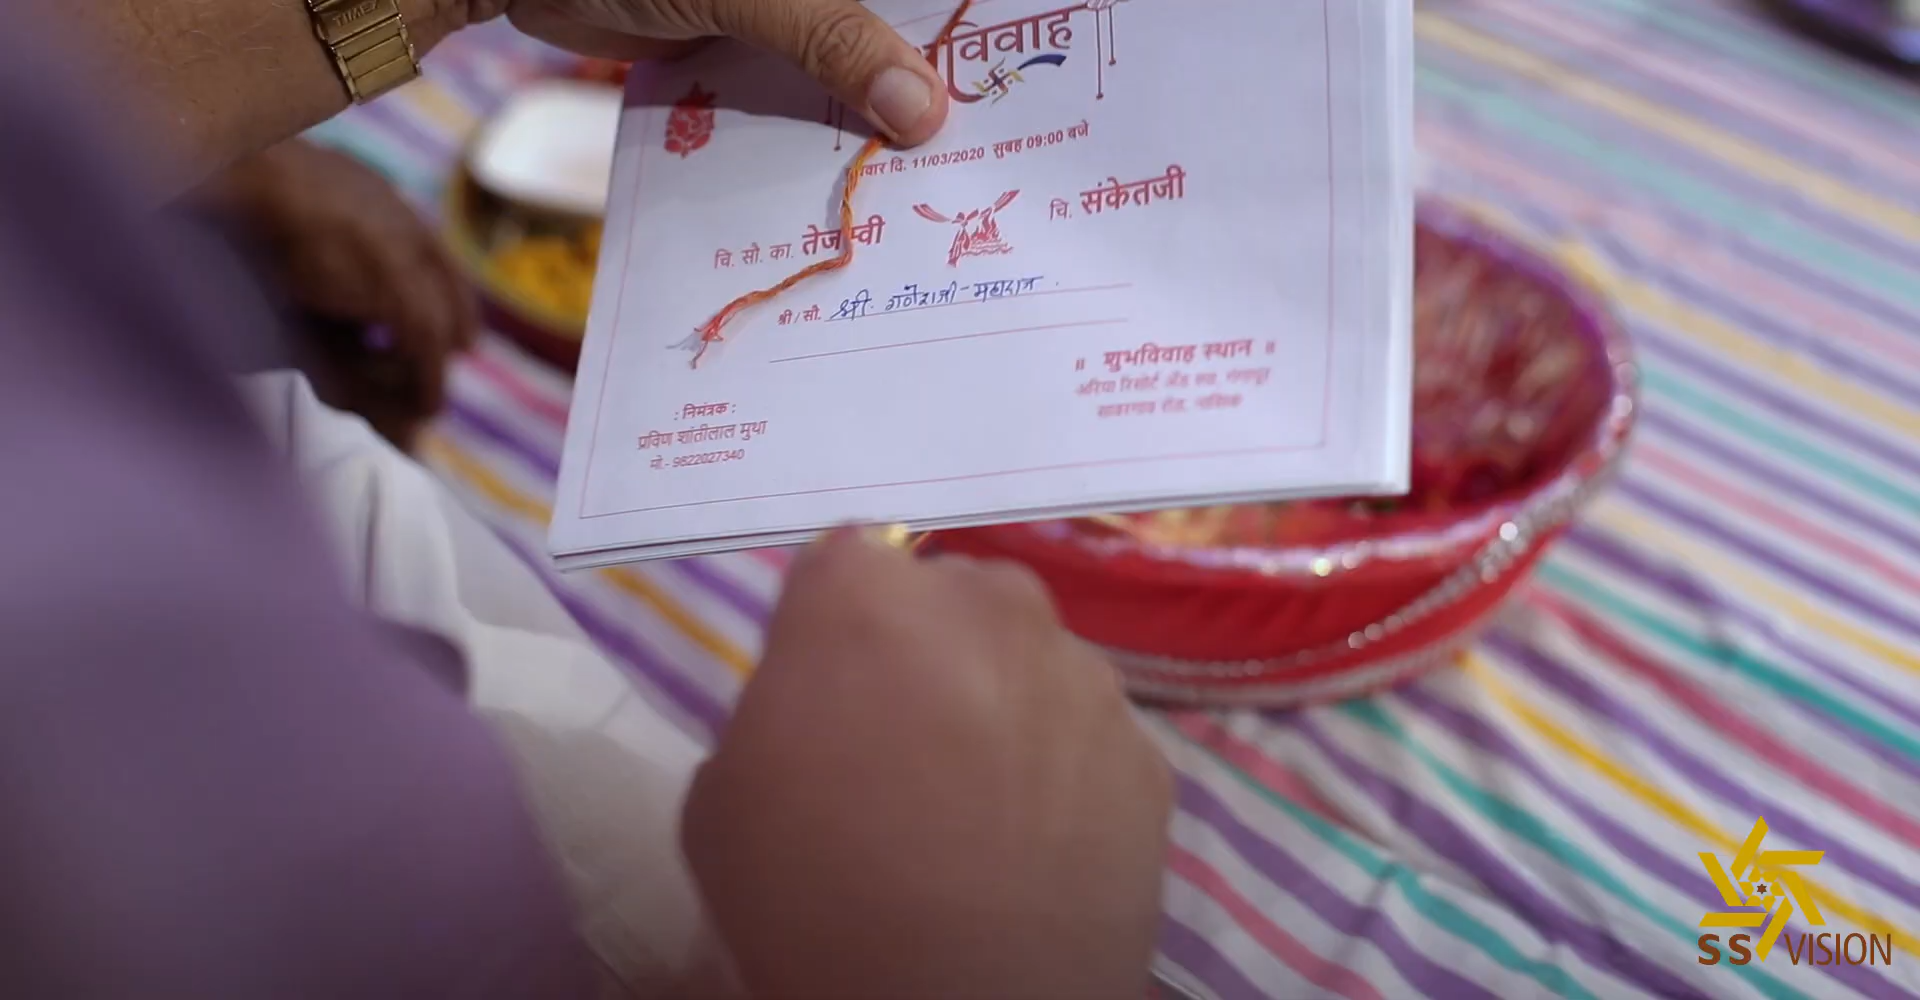 TIMEX
विवाह
दि. 11/03/2020 सुबह 09:00 बजे
चि. सौ. का. तेजस्वी
चि. संकेतजी
श्री / सौ. श्री. गणेशजी - महाराज .
॥ शुभविवाह स्थान ॥
: निमंत्रक :
प्रविण शांतीलाल मुथा
मो.- 9822027340
SS VISION